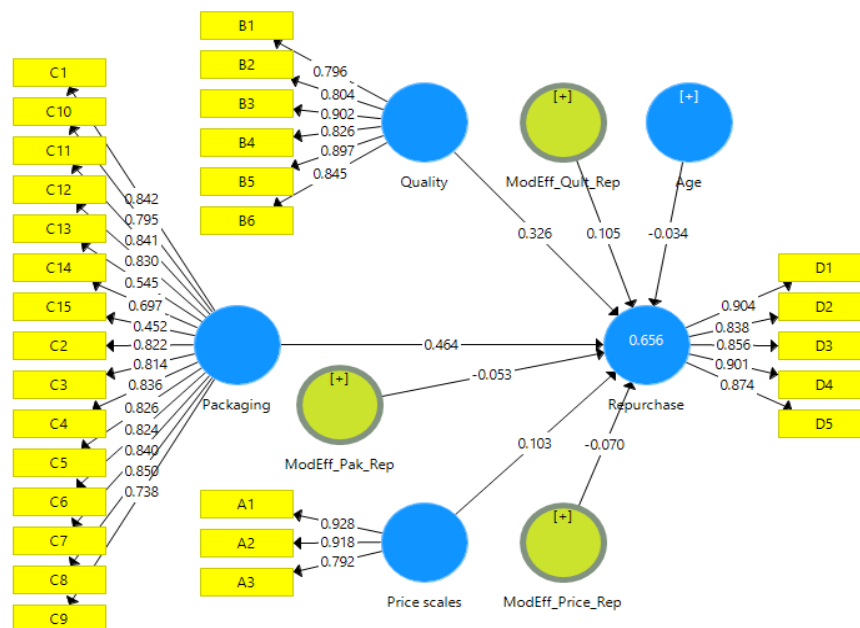 B1
B2
B3
B4
B5
B6
0.796
0.804
0.902
0.826
0.897
0.845
Quality
[+]
ModEff_Qult_Rep
[+]
Age
C1
C10
C11
C12
C13
C14
C15
C2
C3
C4
C5
C6
C7
C8
C9
0.842
0.795
0.841
0.830
0.545
0.697
0.452
0.822
0.814
0.836
0.826
0.824
0.840
0.850
0.738
Packaging
0.326
0.105
-0.034
0.464
-0.053
0.103
-0.070
[+]
ModEff_Pak_Rep
0.656
Repurchase
0.904
0.838
0.856
0.901
0.874
D1
D2
D3
D4
D5
A1
A2
A3
0.928
0.918
0.792
Price scales
[+]
ModEff_Price_Rep